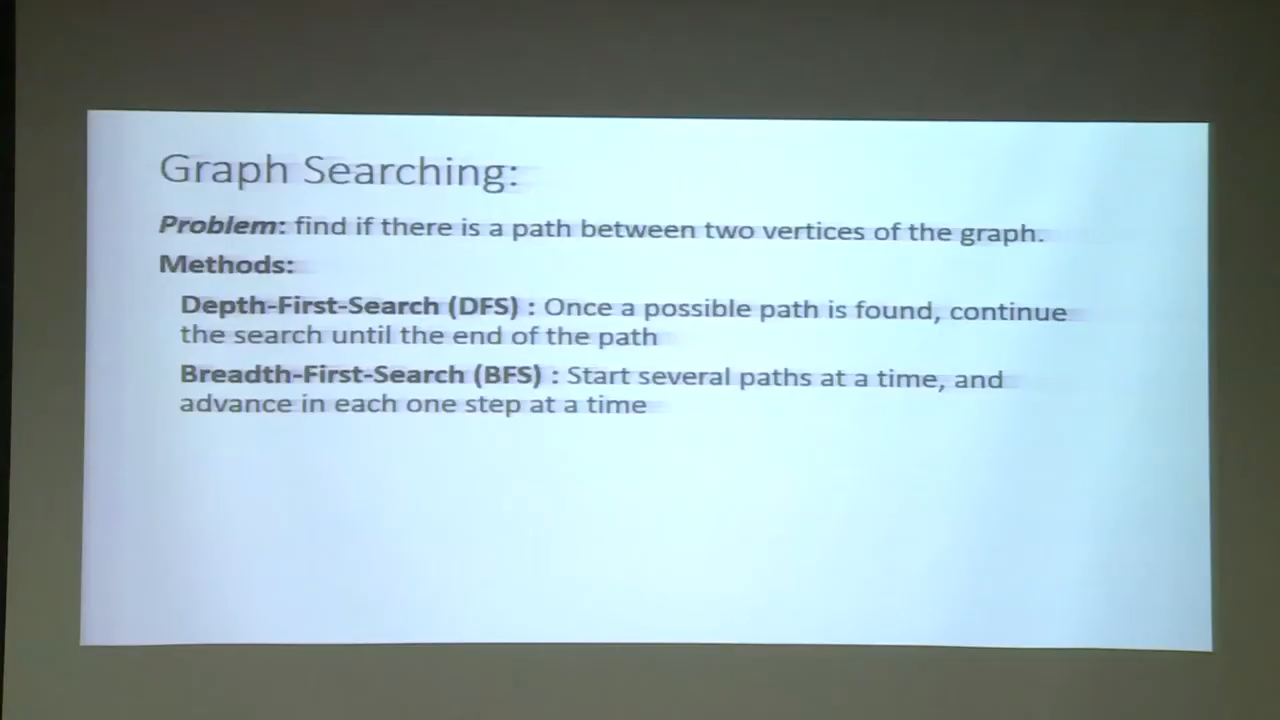 Graph Searching:
Problem: find if there is a path between two vertices of the graph.
Methods:
Depth-First-Search (DFS) : Once a possible path is found, continue
the search until the end of the path
Breadth-First-Search (BFS) : Start several paths at a time, and
advance in each one step at a time